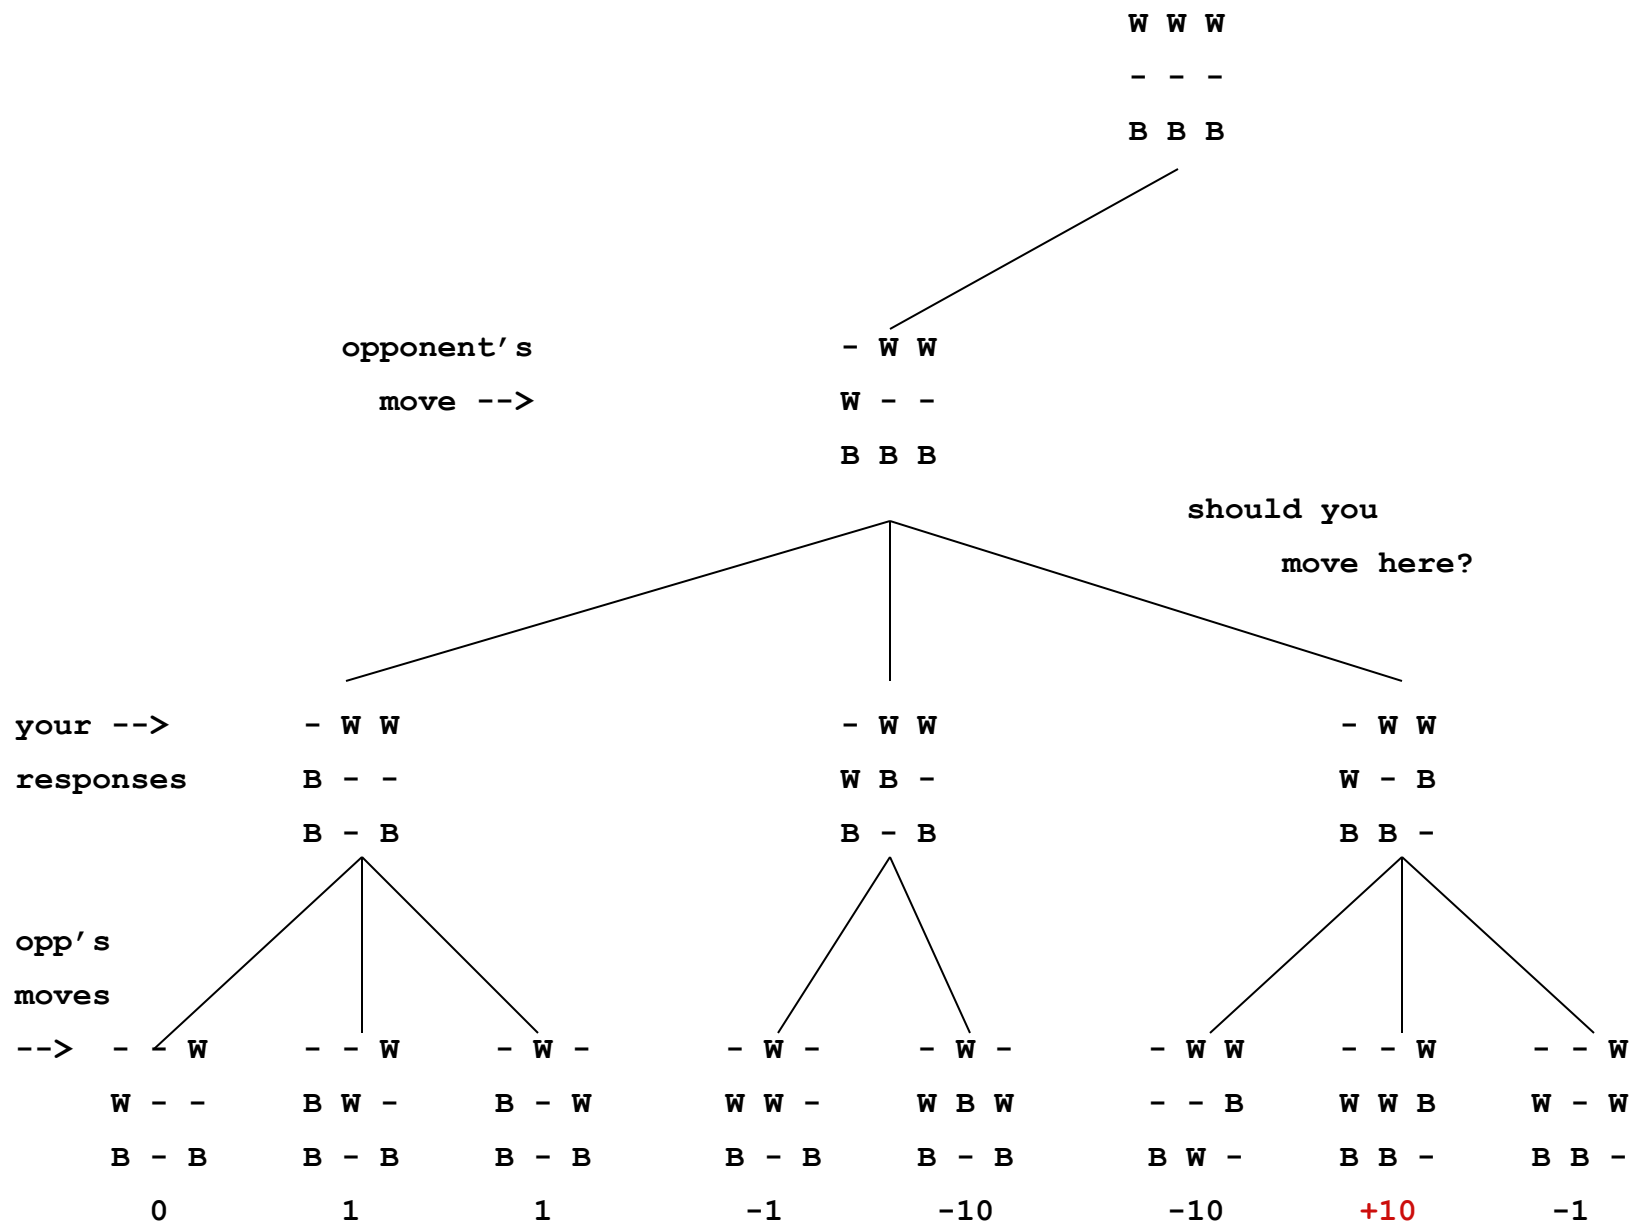 W W W
- - -
B B B
opponent's - W W
move --> W - -
B B B
should you
move here?
your --> - W W - W W - W W
responses B - - W B - W - B
B - B B - B B B -
opp's
moves
--> - - W - - W - W - - W - - W - - W W - - W - - W
W - - B W - B - W W W - W B W - - B W W B W - W
B - B B - B B - B B - B B - B B W - B B - B B -
0 1 1 -1 -10 -10 +10 -1